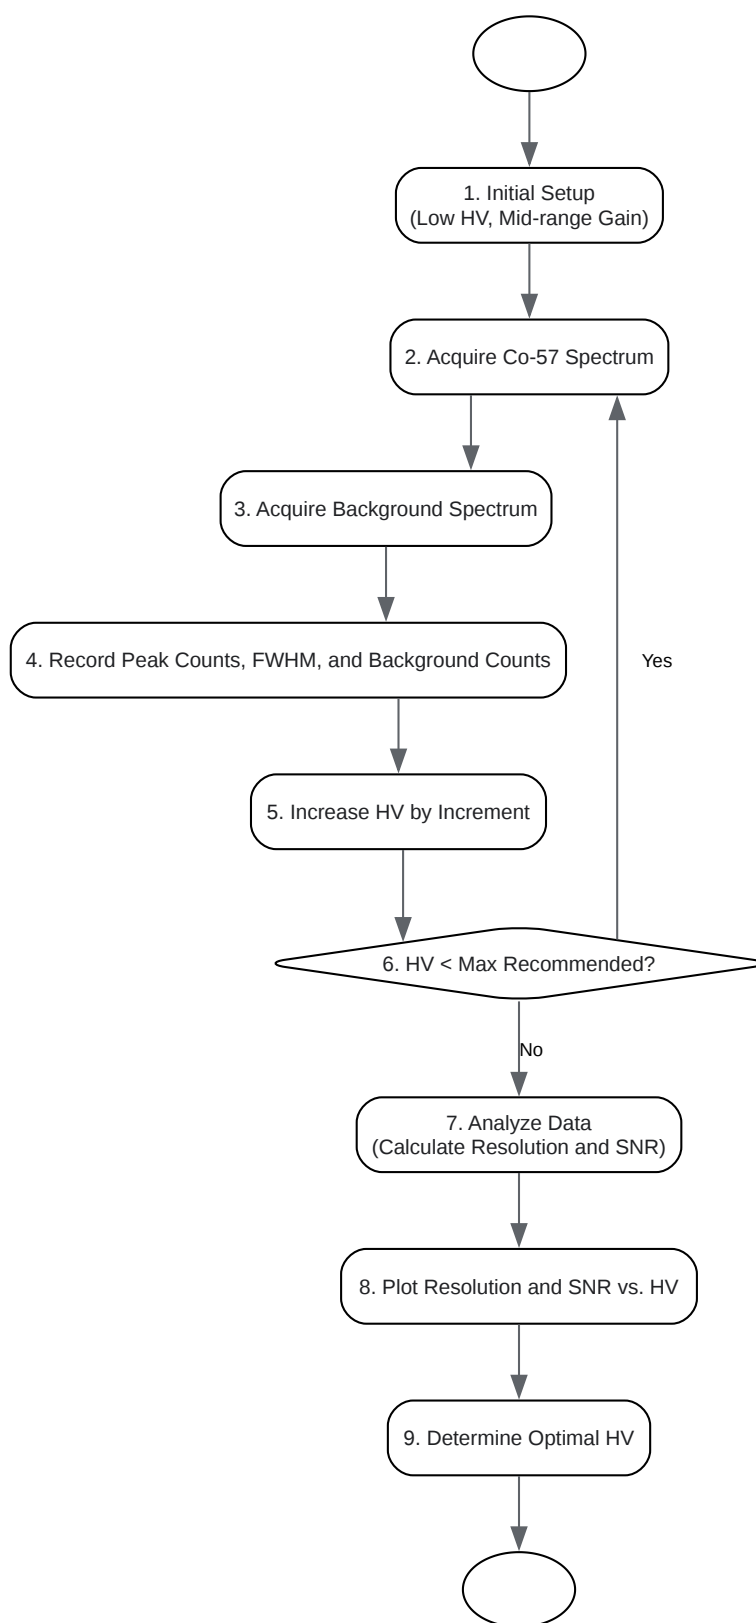 1. Initial Setup
(Low HV, Mid-range Gain)
2. Acquire Co-57 Spectrum
3. Acquire Background Spectrum
4. Record Peak Counts, FWHM, and Background Counts
Yes
5. Increase HV by Increment
6. HV < Max Recommended?
No
7. Analyze Data
(Calculate Resolution and SNR)
8. Plot Resolution and SNR vs. HV
9. Determine Optimal HV